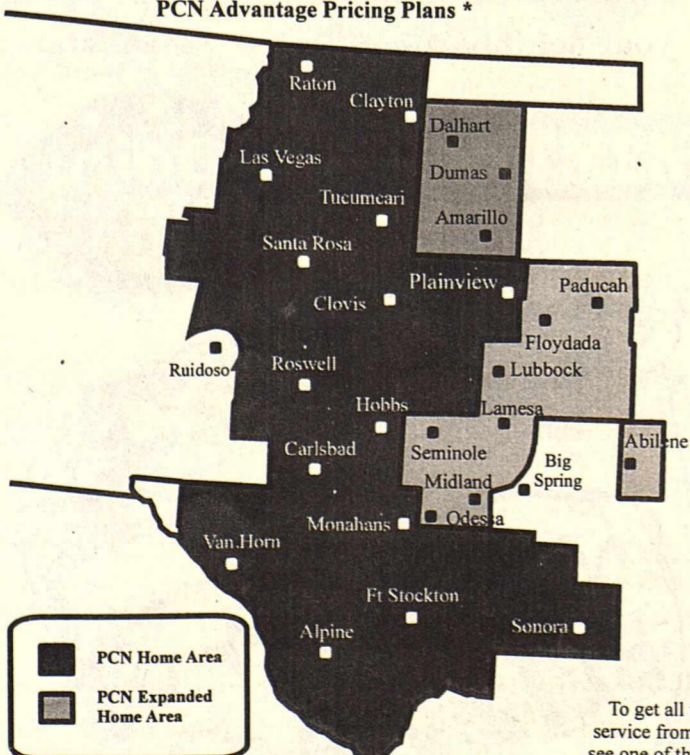 PCN Advantage Pricing Plans *
Raton
Clayton
Dalhart
Las Vegas
Dumas
Tucumcari
Amarillo
Santa Rosa
Plainview
Paducah
Clovis
Floydada
Ruidoso
Roswell
Lubbock
Hobbs
Lamesa
Carlsbad
Seminole
Abilene
Big
Spring
Midland
Monahans
Odessa
Van.Horn
Ft Stockton
Alpine
Sonora
PCN Home Area
PCN Expanded
Home Area
To get all
service from
see one of th